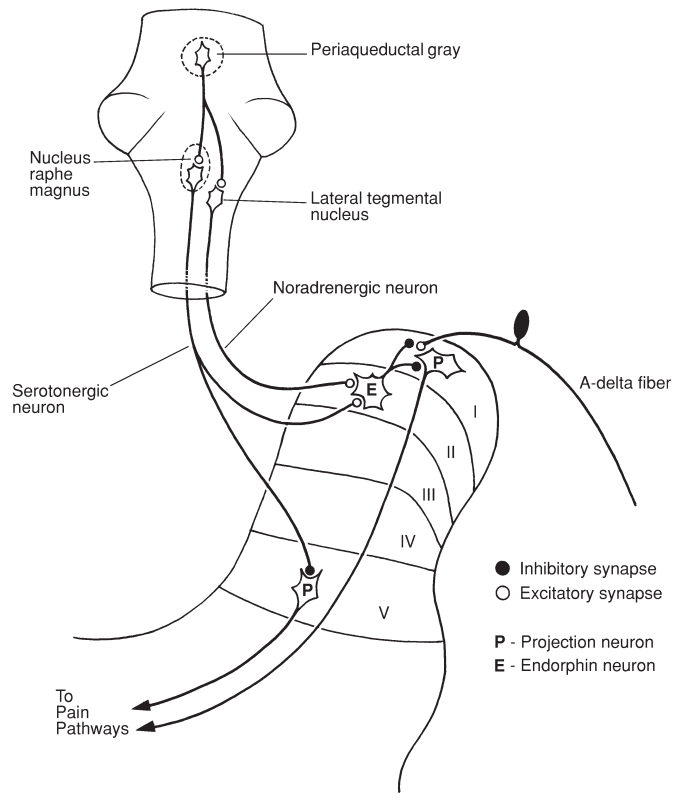 Periaqueductal gray
Nucleus
raphe
magnus
Lateral tegmental
nucleus
Noradrenergic neuron
Serotonergic
neuron
A-delta fiber
P
E
I
II
III
IV
P
V
Inhibitory synapse
Excitatory synapse
P - Projection neuron
E - Endorphin neuron
To
Pain
Pathways